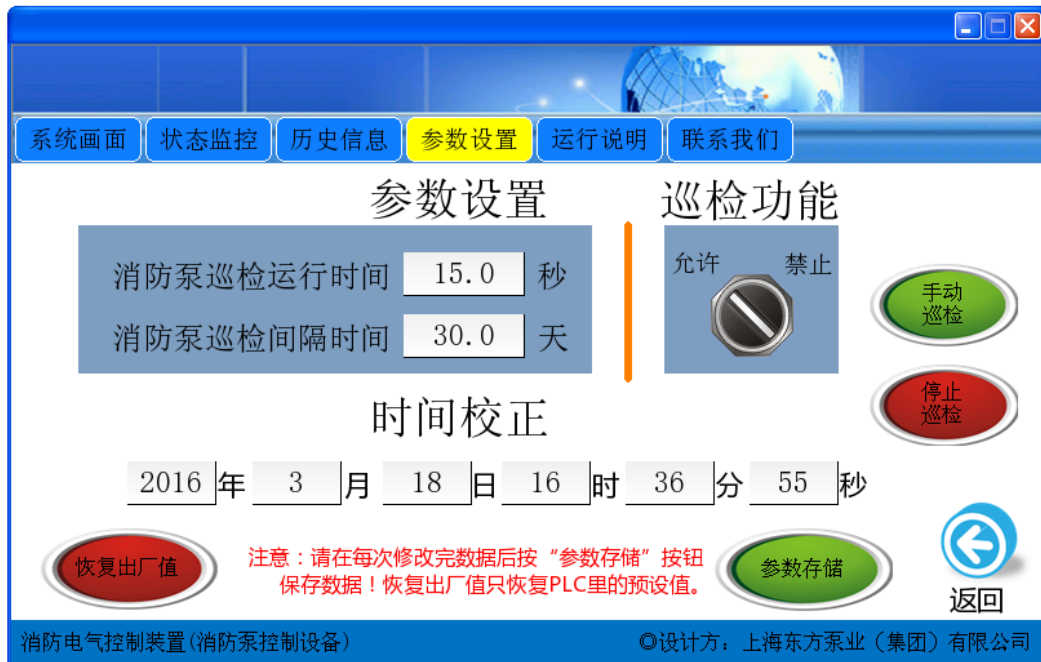 系统画面 状态监控 历史信息 参数设置 运行说明 联系我们
参数设置 巡检功能
消防泵巡检运行时间 15.0 秒
消防泵巡检间隔时间 30.0 天
允许 禁止
手动
巡检
停止
巡检
时间校正
2016 年 3 月 18 日 16 时 36 分 55 秒
恢复出厂值
注意：请在每次修改完数据后按“参数存储”按钮
保存数据！恢复出厂值只恢复PLC里的预设值。
参数存储
返回
消防电气控制装置(消防泵控制设备) ◎设计方：上海东方泵业（集团）有限公司